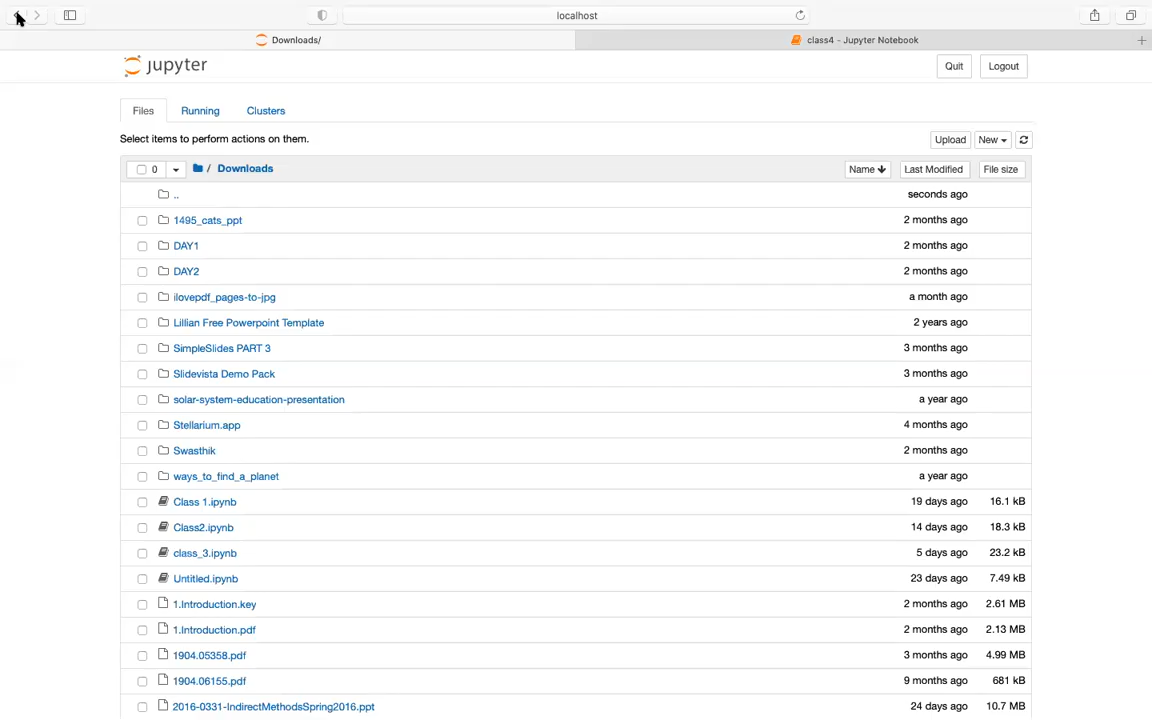 localhost
Downloads/
class4 - Jupyter Notebook
jupyter
Quit
Logout
Files
Running
Clusters
Select items to perform actions on them.
Upload
New
0
/
Downloads
Name
Last Modified
File size
..
seconds ago
1495_cats_ppt
2 months ago
DAY1
2 months ago
DAY2
2 months ago
ilovepdf_pages-to-jpg
a month ago
Lillian Free Powerpoint Template
2 years ago
SimpleSlides PART 3
3 months ago
Slidevista Demo Pack
3 months ago
solar-system-education-presentation
a year ago
Stellarium.app
4 months ago
Swasthik
2 months ago
ways_to_find_a_planet
a year ago
Class 1.ipynb
19 days ago
16.1 kB
Class2.ipynb
14 days ago
18.3 kB
class_3.ipynb
5 days ago
23.2 kB
Untitled.ipynb
23 days ago
7.49 kB
1.Introduction.key
2 months ago
2.61 MB
1.Introduction.pdf
2 months ago
2.13 MB
1904.05358.pdf
3 months ago
4.99 MB
1904.06155.pdf
9 months ago
681 kB
2016-0331-IndirectMethodsSpring2016.ppt
24 days ago
10.7 MB